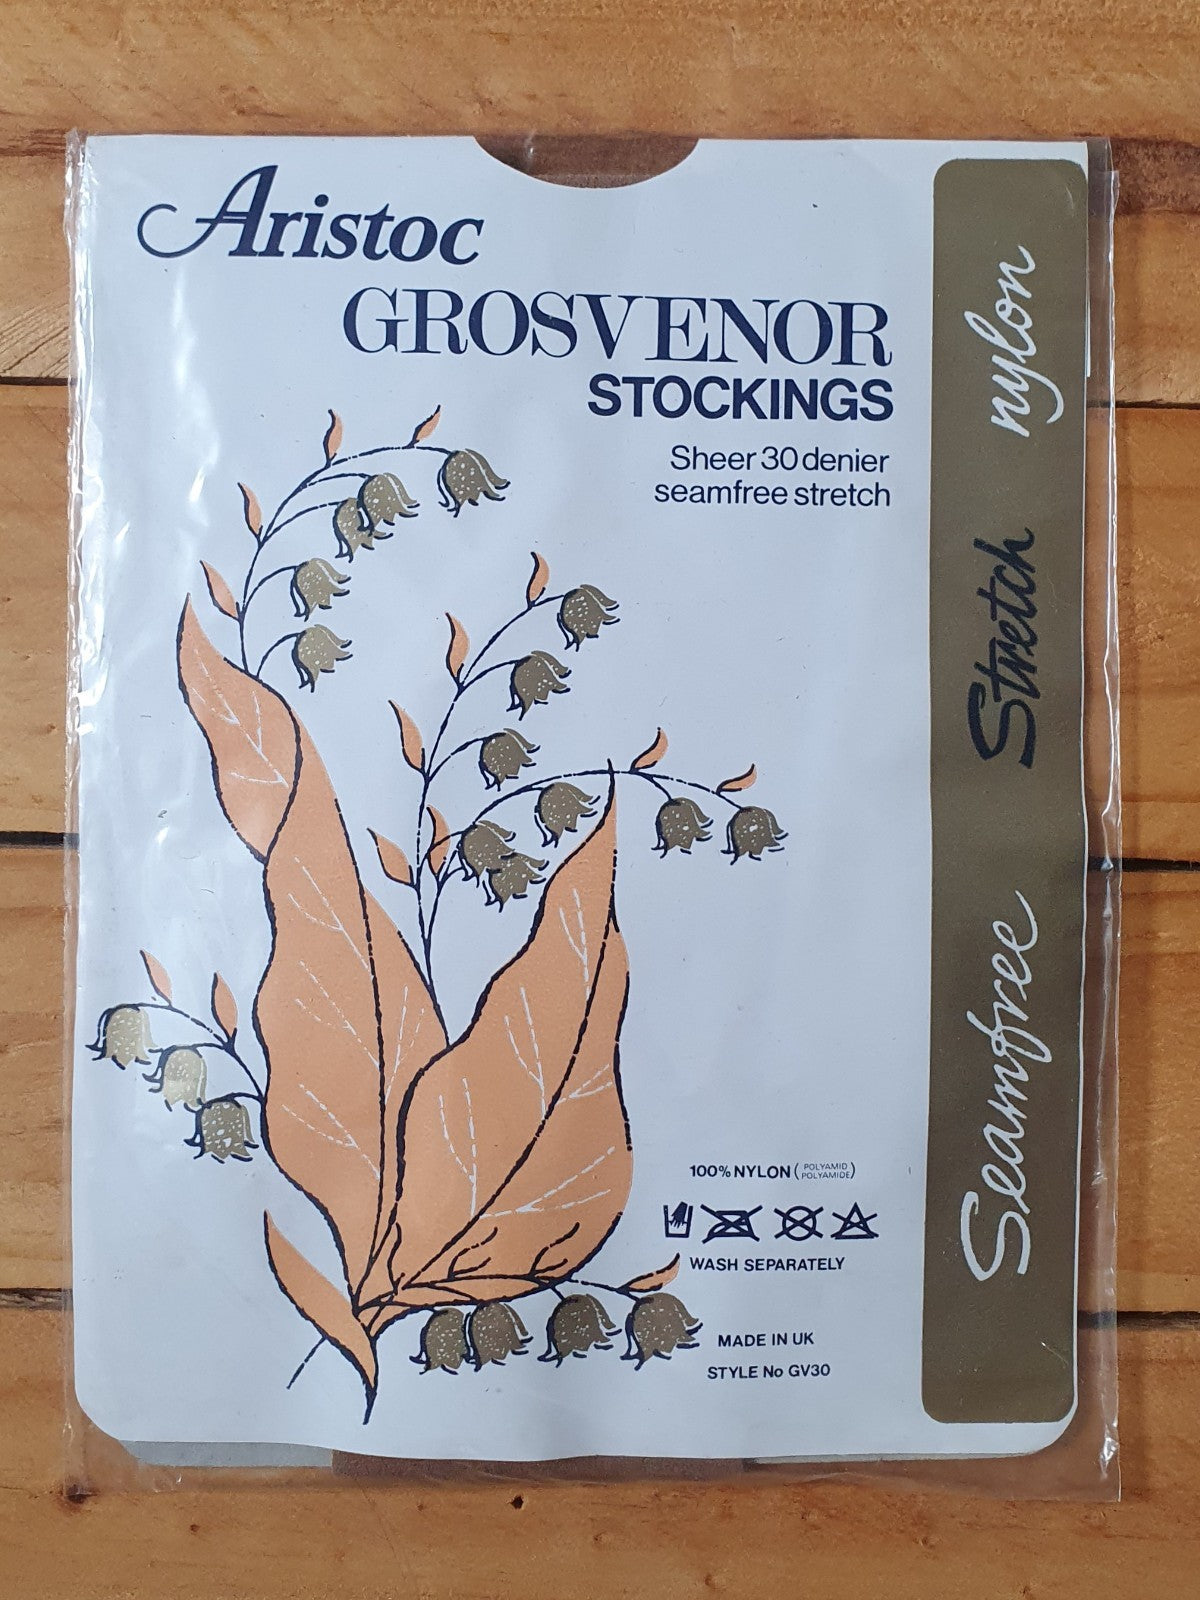 Aristoc
GROSVENOR
STOCKINGS
Sheer 30 denier
seamfree stretch
Seamfree Stretch nylon
100% NYLON (POLYAMID
POLYAMIDE)
WASH SEPARATELY
MADE IN UK
STYLE No GV30